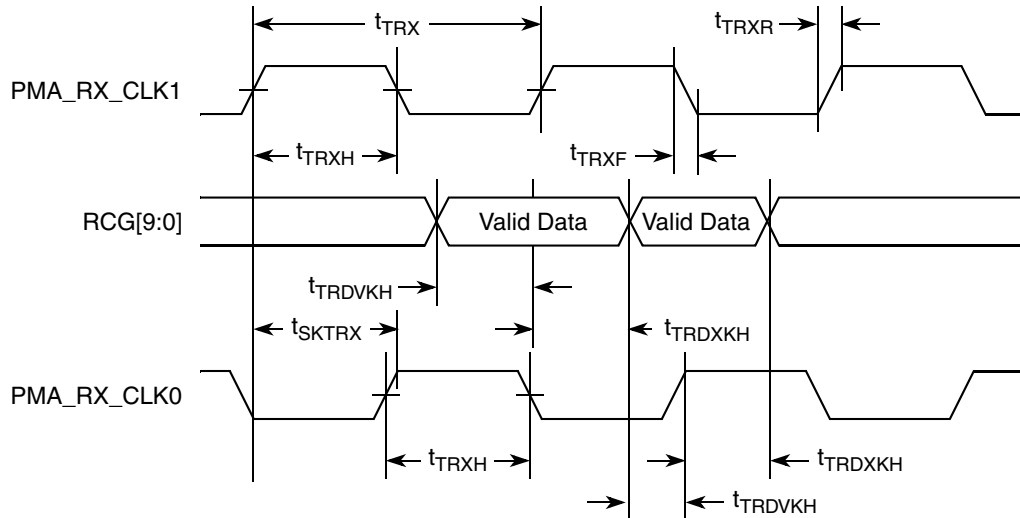 tTRX
tTRXR
PMA_RX_CLK1
tTRXH
tTRXF
RCG[9:0]
Valid Data
Valid Data
tTRDVKH
tSKTRX
tTRDXKH
PMA_RX_CLK0
tTRXH
tTRDXKH
tTRDVKH